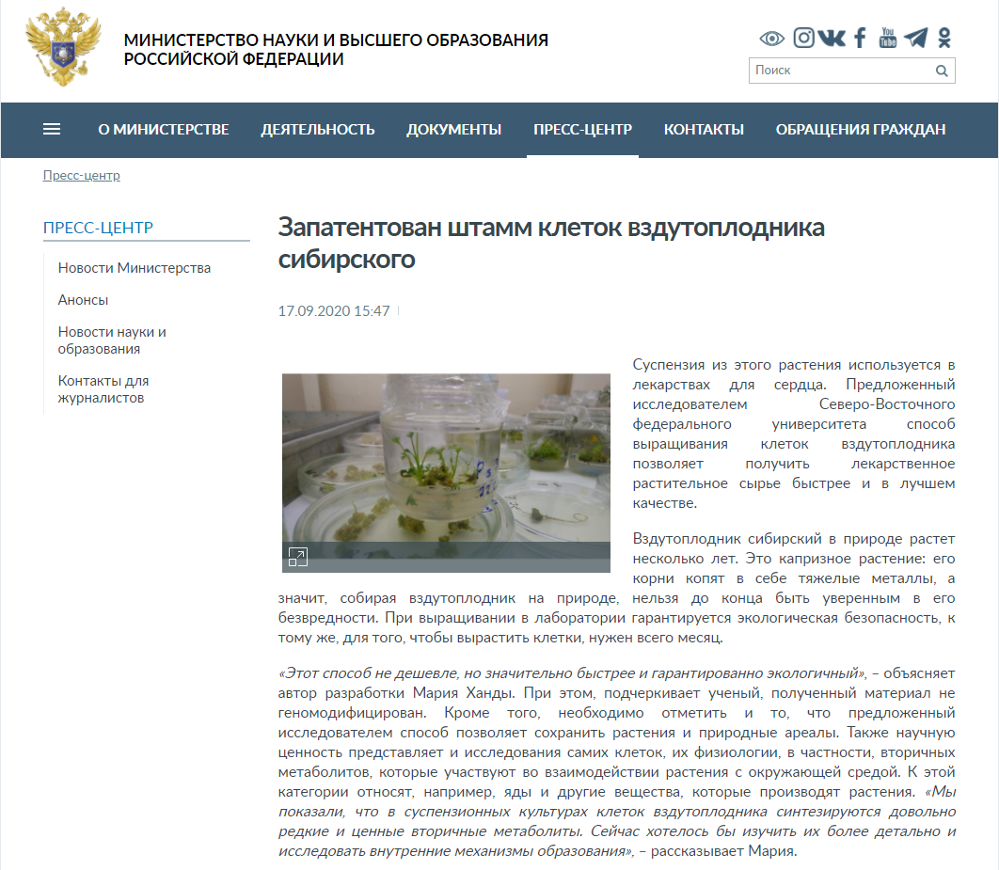 МИНИСТЕРСТВО НАУКИ И ВЫСШЕГО ОБРАЗОВАНИЯ
РОССИЙСКОЙ ФЕДЕРАЦИИ
You
Tube
Поиск
О МИНИСТЕРСТВЕ
ДЕЯТЕЛЬНОСТЬ
ДОКУМЕНТЫ
ПРЕСС-ЦЕНТР
КОНТАКТЫ
ОБРАЩЕНИЯ ГРАЖДАН
Пресс-центр
ПРЕСС-ЦЕНТР
Новости Министерства
Анонсы
Новости науки и
образования
Контакты для
журналистов
Запатентован штамм клеток вздутоплодника
сибирского
17.09.2020 15:47
Суспензия из этого растения используется в
лекарствах для сердца. Предложенный
исследователем Северо-Восточного
федерального университета способ
выращивания клеток вздутоплодника
позволяет получить лекарственное
растительное сырье быстрее и в лучшем
качестве.
Вздутоплодник сибирский в природе растет
несколько лет. Это капризное растение: его
корни копят в себе тяжелые металлы, а
значит, собирая вздутоплодник на природе, нельзя до конца быть уверенным в его
безвредности. При выращивании в лаборатории гарантируется экологическая безопасность, к
тому же, для того, чтобы вырастить клетки, нужен всего месяц.
«Этот способ не дешевле, но значительно быстрее и гарантированно экологичный», – объясняет
автор разработки Мария Ханды. При этом, подчеркивает ученый, полученный материал не
геномодифицирован. Кроме того, необходимо отметить и то, что предложенный
исследователем способ позволяет сохранить растения и природные ареалы. Также научную
ценность представляет и исследования самих клеток, их физиологии, в частности, вторичных
метаболитов, которые участвуют во взаимодействии растения с окружающей средой. К этой
категории относят, например, яды и другие вещества, которые производят растения. «Мы
показали, что в суспензионных культурах клеток вздутоплодника синтезируются довольно
редкие и ценные вторичные метаболиты. Сейчас хотелось бы изучить их более детально и
исследовать внутренние механизмы образования», – рассказывает Мария.